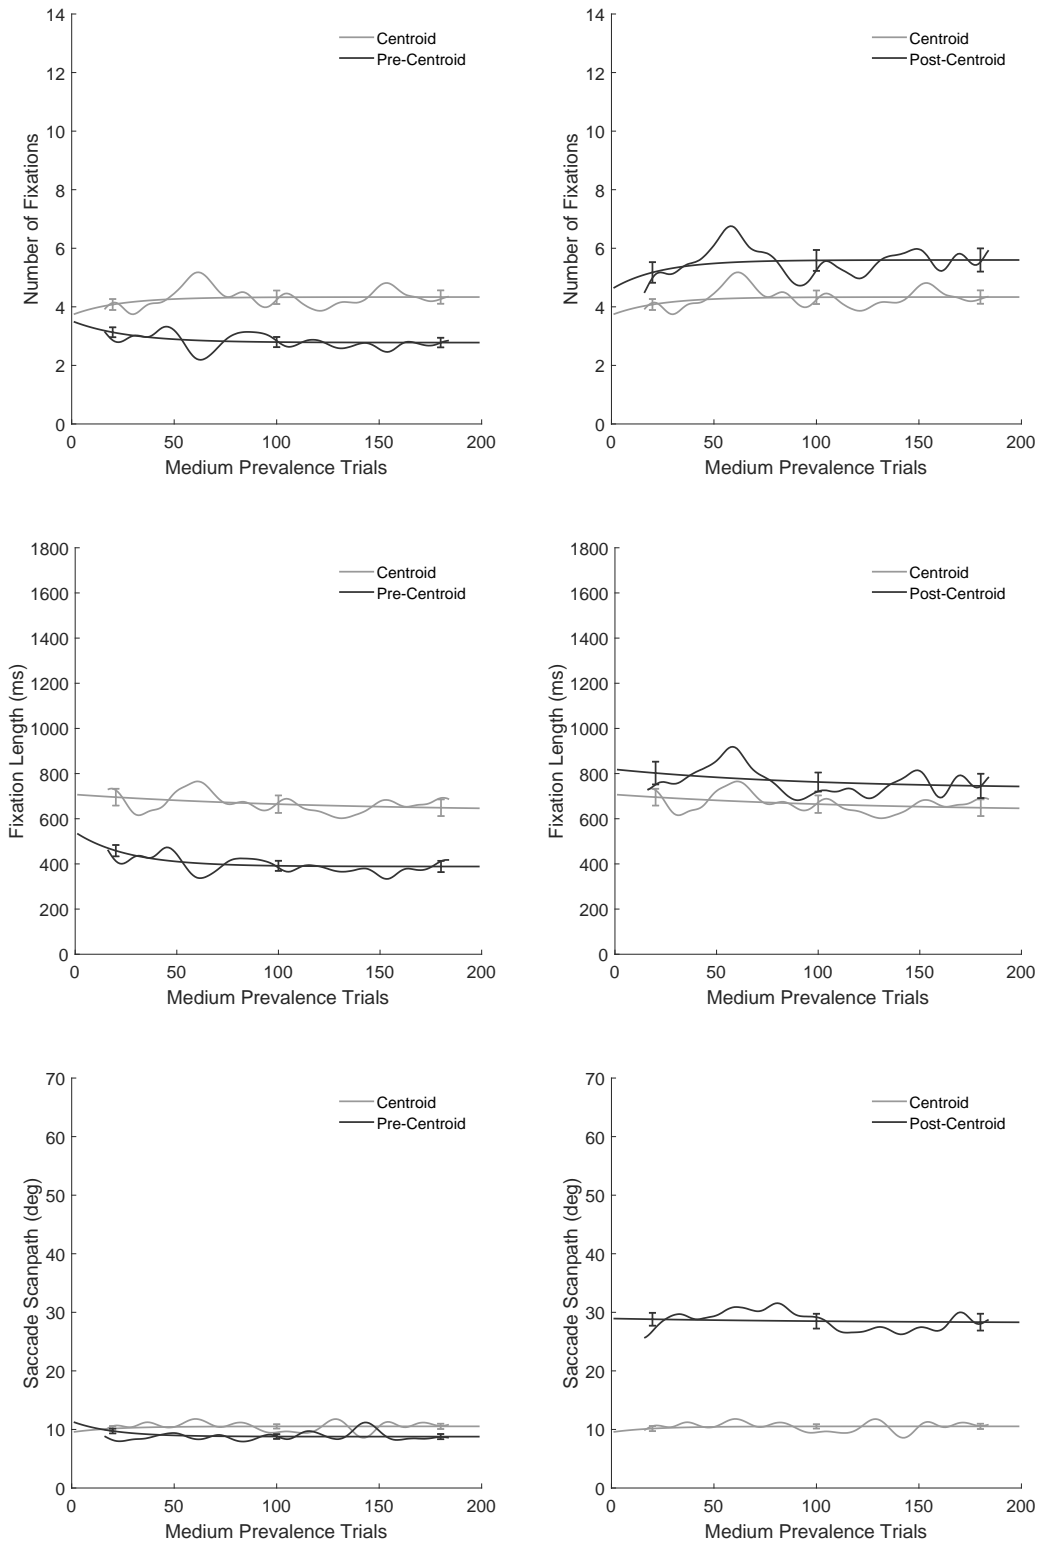 14
12
10
8
6
4
2
0
Number of Fixations
Centroid
Pre-Centroid
0 50 100 150 200
Medium Prevalence Trials
14
12
10
8
6
4
2
0
Number of Fixations
Centroid
Post-Centroid
0 50 100 150 200
Medium Prevalence Trials
1800
1600
1400
1200
1000
800
600
400
200
0
Fixation Length (ms)
Centroid
Pre-Centroid
0 50 100 150 200
Medium Prevalence Trials
1800
1600
1400
1200
1000
800
600
400
200
0
Fixation Length (ms)
Centroid
Post-Centroid
0 50 100 150 200
Medium Prevalence Trials
70
60
50
40
30
20
10
0
Saccade Scanpath (deg)
Centroid
Pre-Centroid
0 50 100 150 200
Medium Prevalence Trials
70
60
50
40
30
20
10
0
Saccade Scanpath (deg)
Centroid
Post-Centroid
0 50 100 150 200
Medium Prevalence Trials